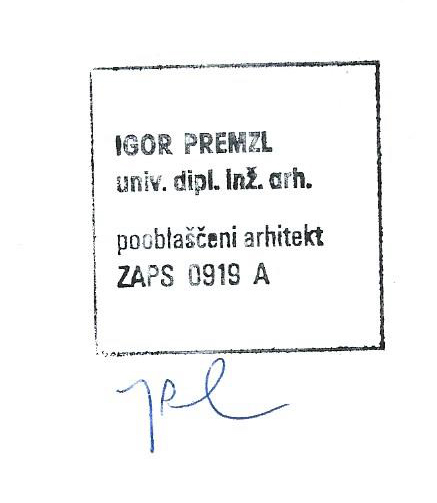 IGOR PREMZL
univ. dipl. inž. arh.
pooblaščeni arhitekt
ZAPS 0919 A